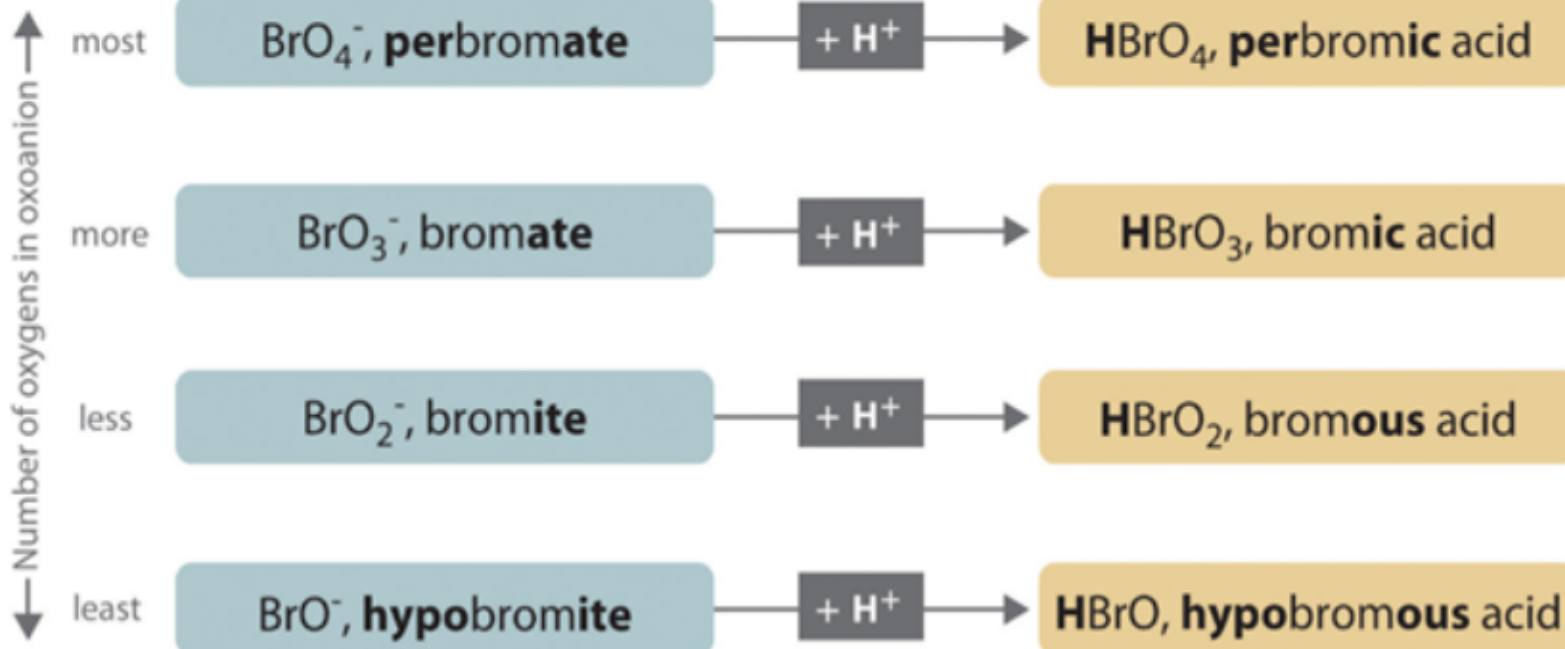 Number of oxygens in oxoanion
most BrO₄⁻, perbromate + H⁺ HBrO₄, perbromic acid
more BrO₃⁻, bromate + H⁺ HBrO₃, bromic acid
less BrO₂⁻, bromite + H⁺ HBrO₂, bromous acid
least BrO⁻, hypobromite + H⁺ HBrO, hypobromous acid